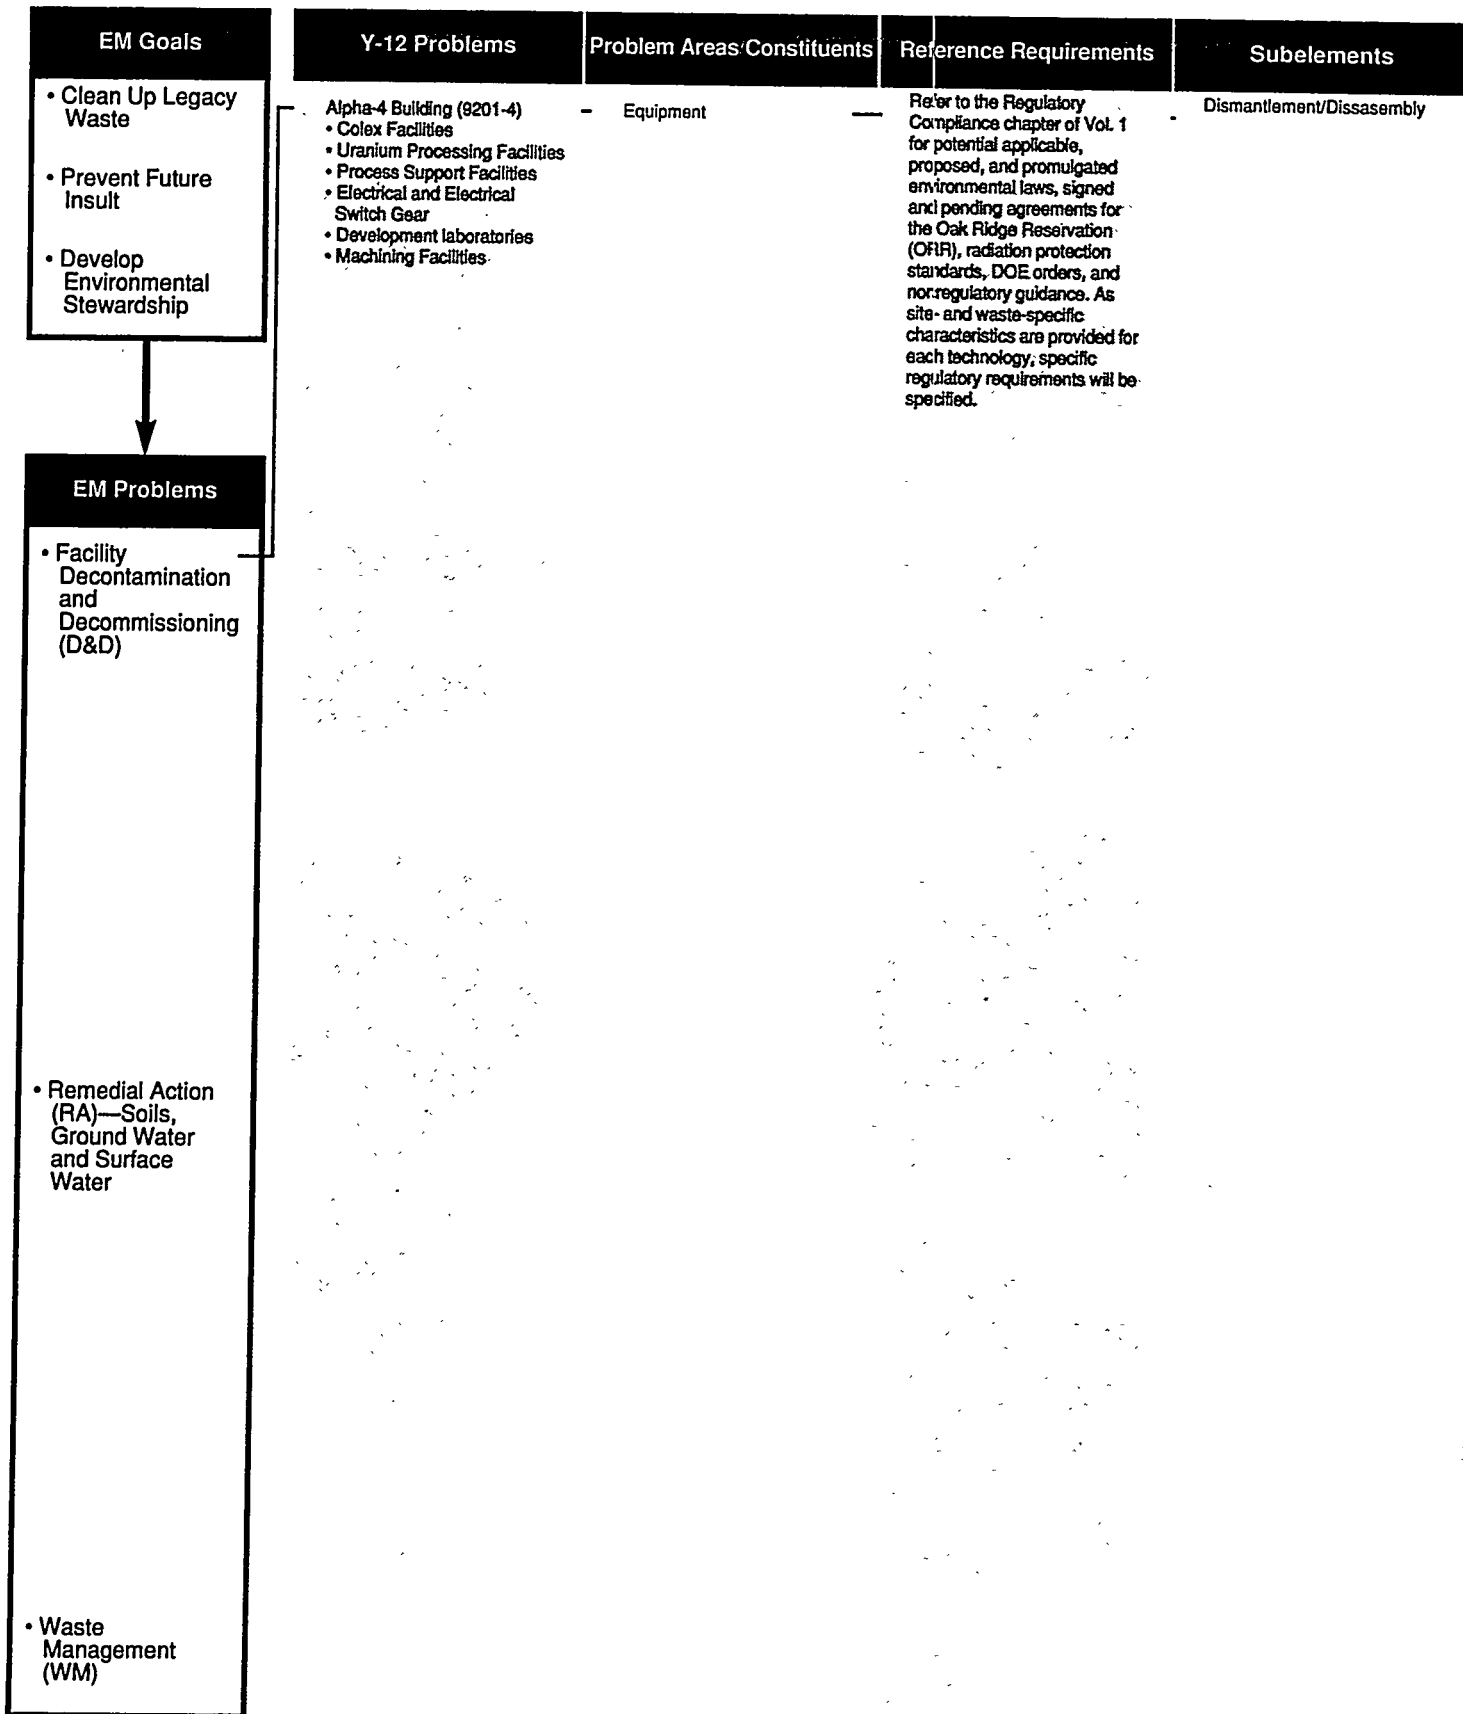 EM Goals
• Clean Up Legacy
Waste
• Prevent Future
Insult
• Develop
Environmental
Stewardship
EM Problems
• Facility
Decontamination
and
Decommissioning
(D&D)
• Remedial Action
(RA)—Soils,
Ground Water
and Surface
Water
• Waste
Management
(WM)
Y-12 Problems
Alpha-4 Building (9201-4)
• Colex Facilities
• Uranium Processing Facilities
• Process Support Facilities
• Electrical and Electrical
Switch Gear
• Development laboratories
• Machining Facilities
Problem Areas/Constituents
Equipment
Reference Requirements
Refer to the Regulatory
Compliance chapter of Vol. 1
for potential applicable,
proposed, and promulgated
environmental laws, signed
and pending agreements for
the Oak Ridge Reservation
(ORR), radiation protection
standards, DOE orders, and
nonregulatory guidance. As
site- and waste-specific
characteristics are provided for
each technology, specific
regulatory requirements will be
specified.
Subelements
Dismantlement/Dissasembly